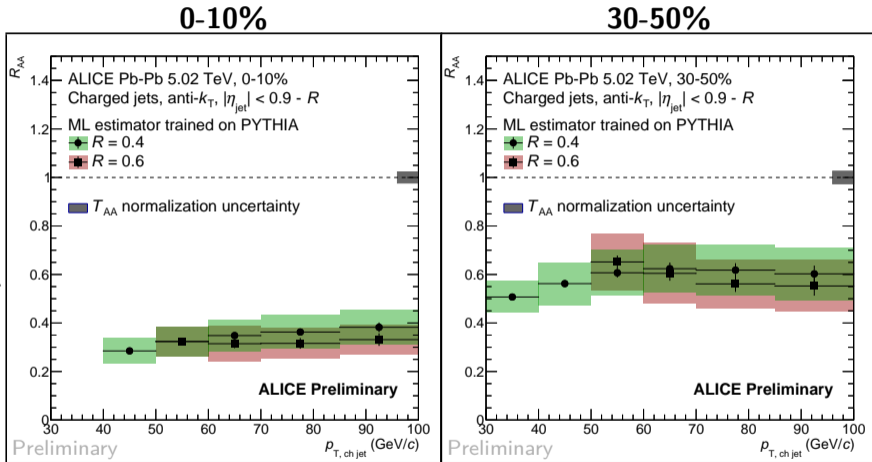 0-10%
R_AA
1.4
1.2
1
0.8
0.6
0.4
0.2
0
ALICE Pb-Pb 5.02 TeV, 0-10%
Charged jets, anti-k_T, |η_jet| < 0.9 - R
ML estimator trained on PYTHIA
R = 0.4
R = 0.6
T_AA normalization uncertainty
ALICE Preliminary
40 50 60 70 80 90 100
p_T, ch jet (GeV/c)
Preliminary
30-50%
R_AA
1.4
1.2
1
0.8
0.6
0.4
0.2
0
ALICE Pb-Pb 5.02 TeV, 30-50%
Charged jets, anti-k_T, |η_jet| < 0.9 - R
ML estimator trained on PYTHIA
R = 0.4
R = 0.6
T_AA normalization uncertainty
ALICE Preliminary
30 40 50 60 70 80 90 100
p_T, ch jet (GeV/c)
Preliminary